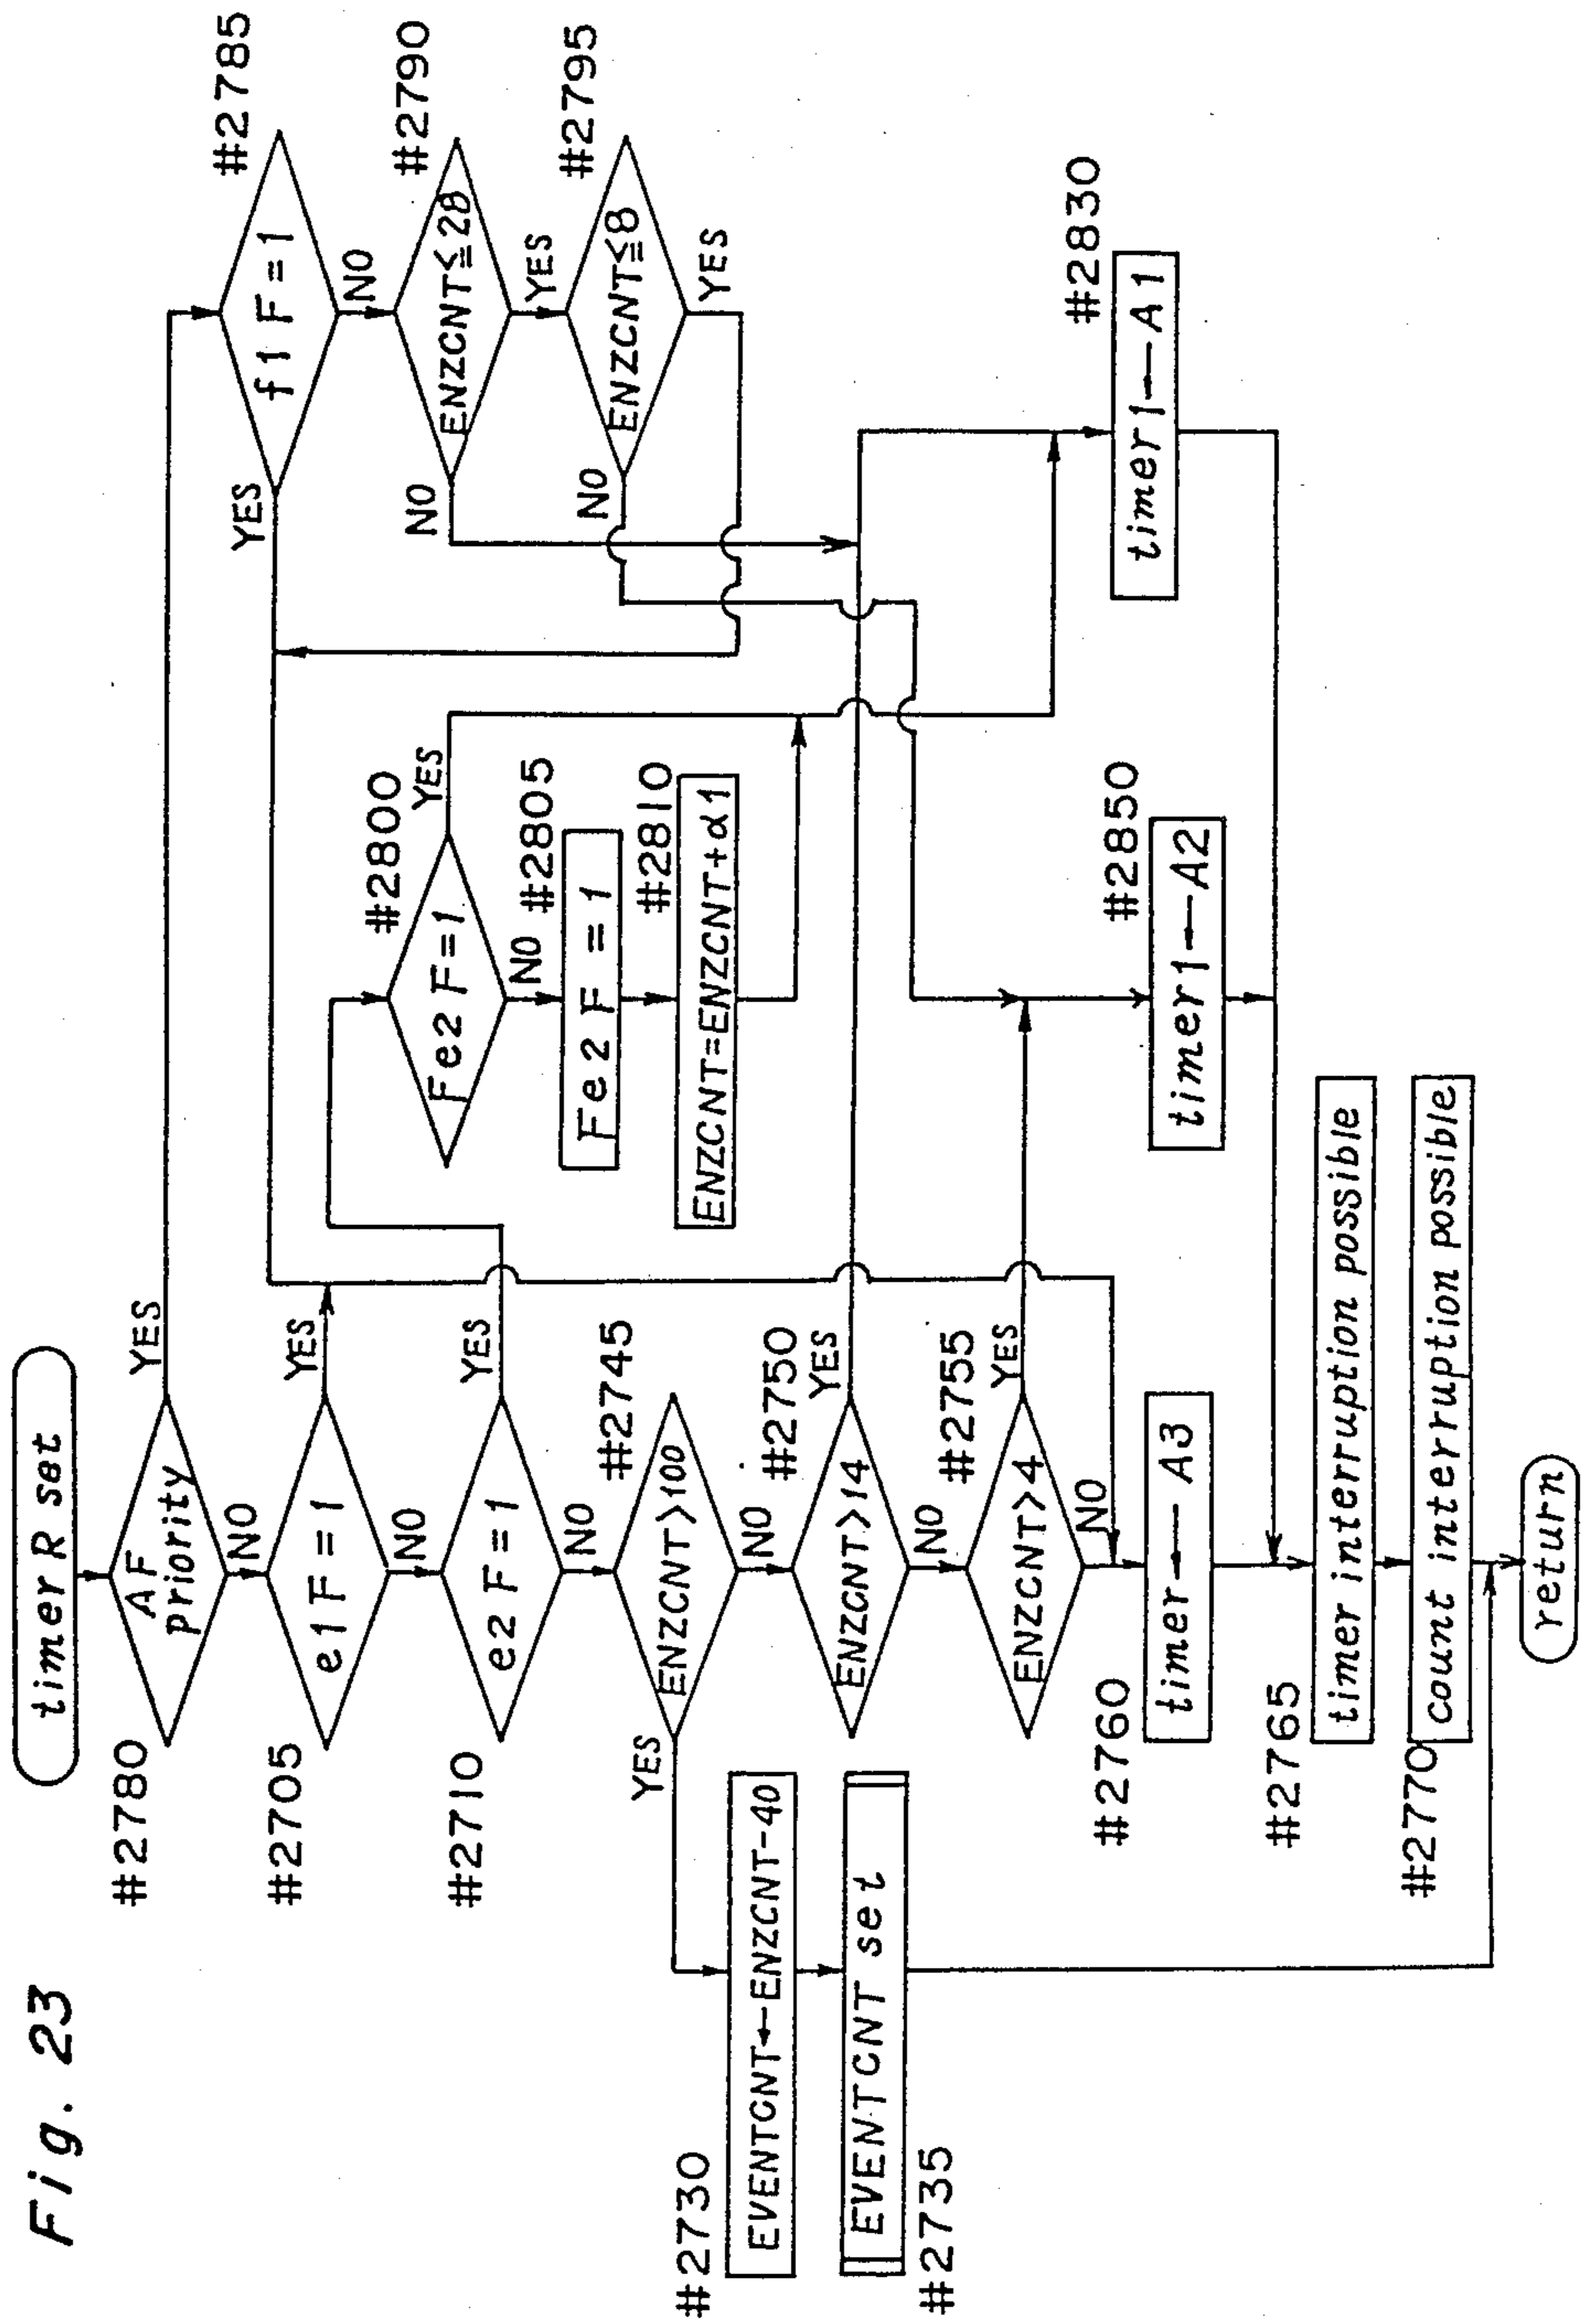 Fig. 23
timer R set
#2780
AF
priority
YES
NO
#2705
e1F=1
YES
NO
#2710
e2F=1
YES
NO
#2745
ENZCNT>100
YES
NO
#2730
EVENTCNT←ENZCNT-40
EVENTCNT set
#2735
#2750
ENZCNT>14
YES
NO
#2755
ENZCNT>4
YES
NO
#2760
timer←A3
#2765
timer interruption possible
#2770
count interruption possible
return
#2800
Fe2F=1
YES
NO
#2805
Fe2F=1
#2810
ENZCNT=ENZCNT+α1
#2850
timer1←A2
#2785
f1F=1
YES
NO
#2790
ENZCNT≦28
NO
YES
#2795
ENZCNT≦8
NO
YES
#2830
timer1←A1